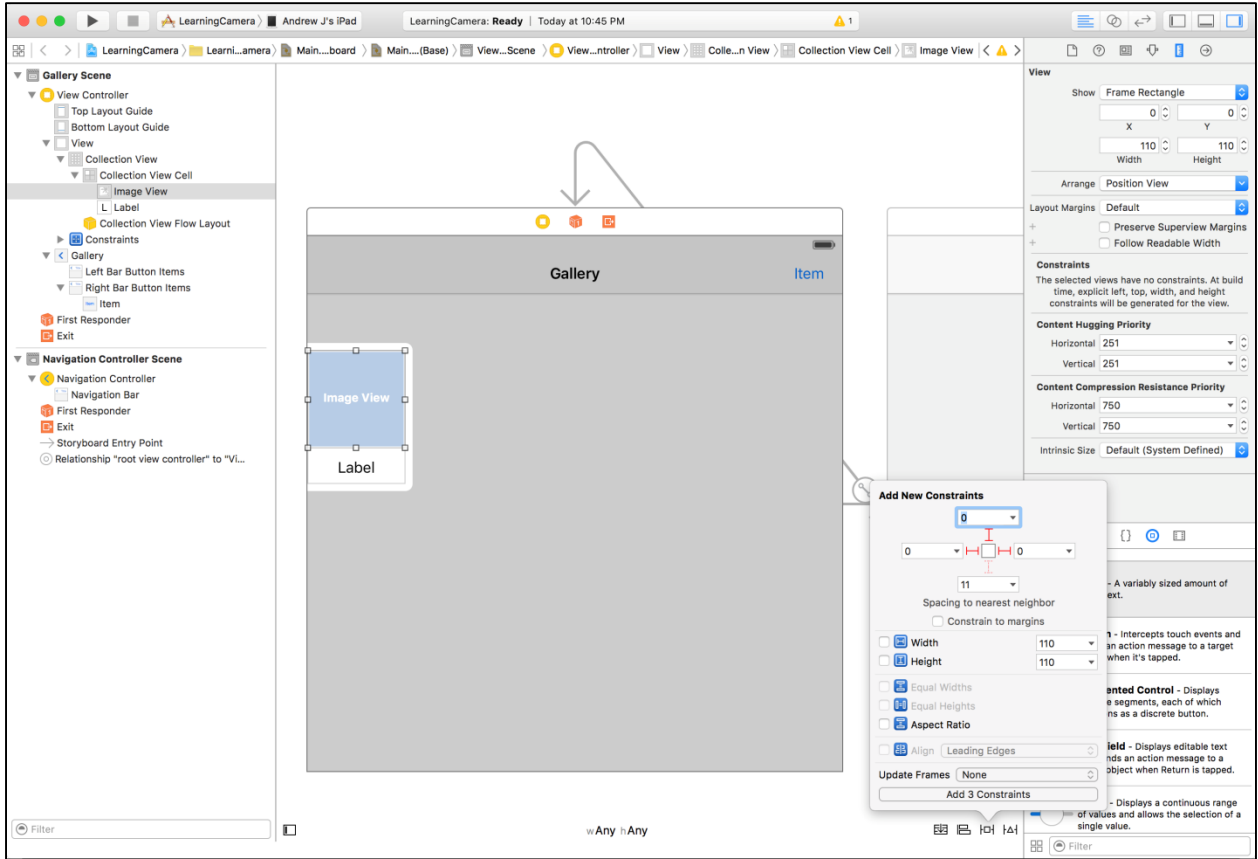 LearningCamera
Andrew J's iPad
LearningCamera: Ready | Today at 10:45 PM
1
LearningCamera
Learni...amera
Main....board
Main....(Base)
View...Scene
View...ntroller
View
Colle...n View
Collection View Cell
Image View
Gallery Scene
View Controller
Top Layout Guide
Bottom Layout Guide
View
Collection View
Collection View Cell
Image View
L Label
Collection View Flow Layout
Constraints
Gallery
Left Bar Button Items
Right Bar Button Items
Item
First Responder
Exit
Navigation Controller Scene
Navigation Controller
Navigation Bar
First Responder
Exit
Storyboard Entry Point
Relationship "root view controller" to "Vi...
Filter
Gallery
Item
Image View
Label
wAny hAny
Add New Constraints
0
0
0
11
Spacing to nearest neighbor
Constrain to margins
Width 110
Height 110
Equal Widths
Equal Heights
Aspect Ratio
Align Leading Edges
Update Frames None
Add 3 Constraints
View
Show Frame Rectangle
0 0
X Y
110 110
Width Height
Arrange Position View
Layout Margins Default
Preserve Superview Margins
Follow Readable Width
Constraints
The selected views have no constraints. At build
time, explicit left, top, width, and height
constraints will be generated for the view.
Content Hugging Priority
Horizontal 251
Vertical 251
Content Compression Resistance Priority
Horizontal 750
Vertical 750
Intrinsic Size Default (System Defined)
{}
- A variably sized amount of
ext.
n - Intercepts touch events and
an action message to a target
when it's tapped.
ented Control - Displays
e segments, each of which
ns as a discrete button.
ield - Displays editable text
nds an action message to a
bject when Return is tapped.
- Displays a continuous range
of values and allows the selection of a
single value.
Filter